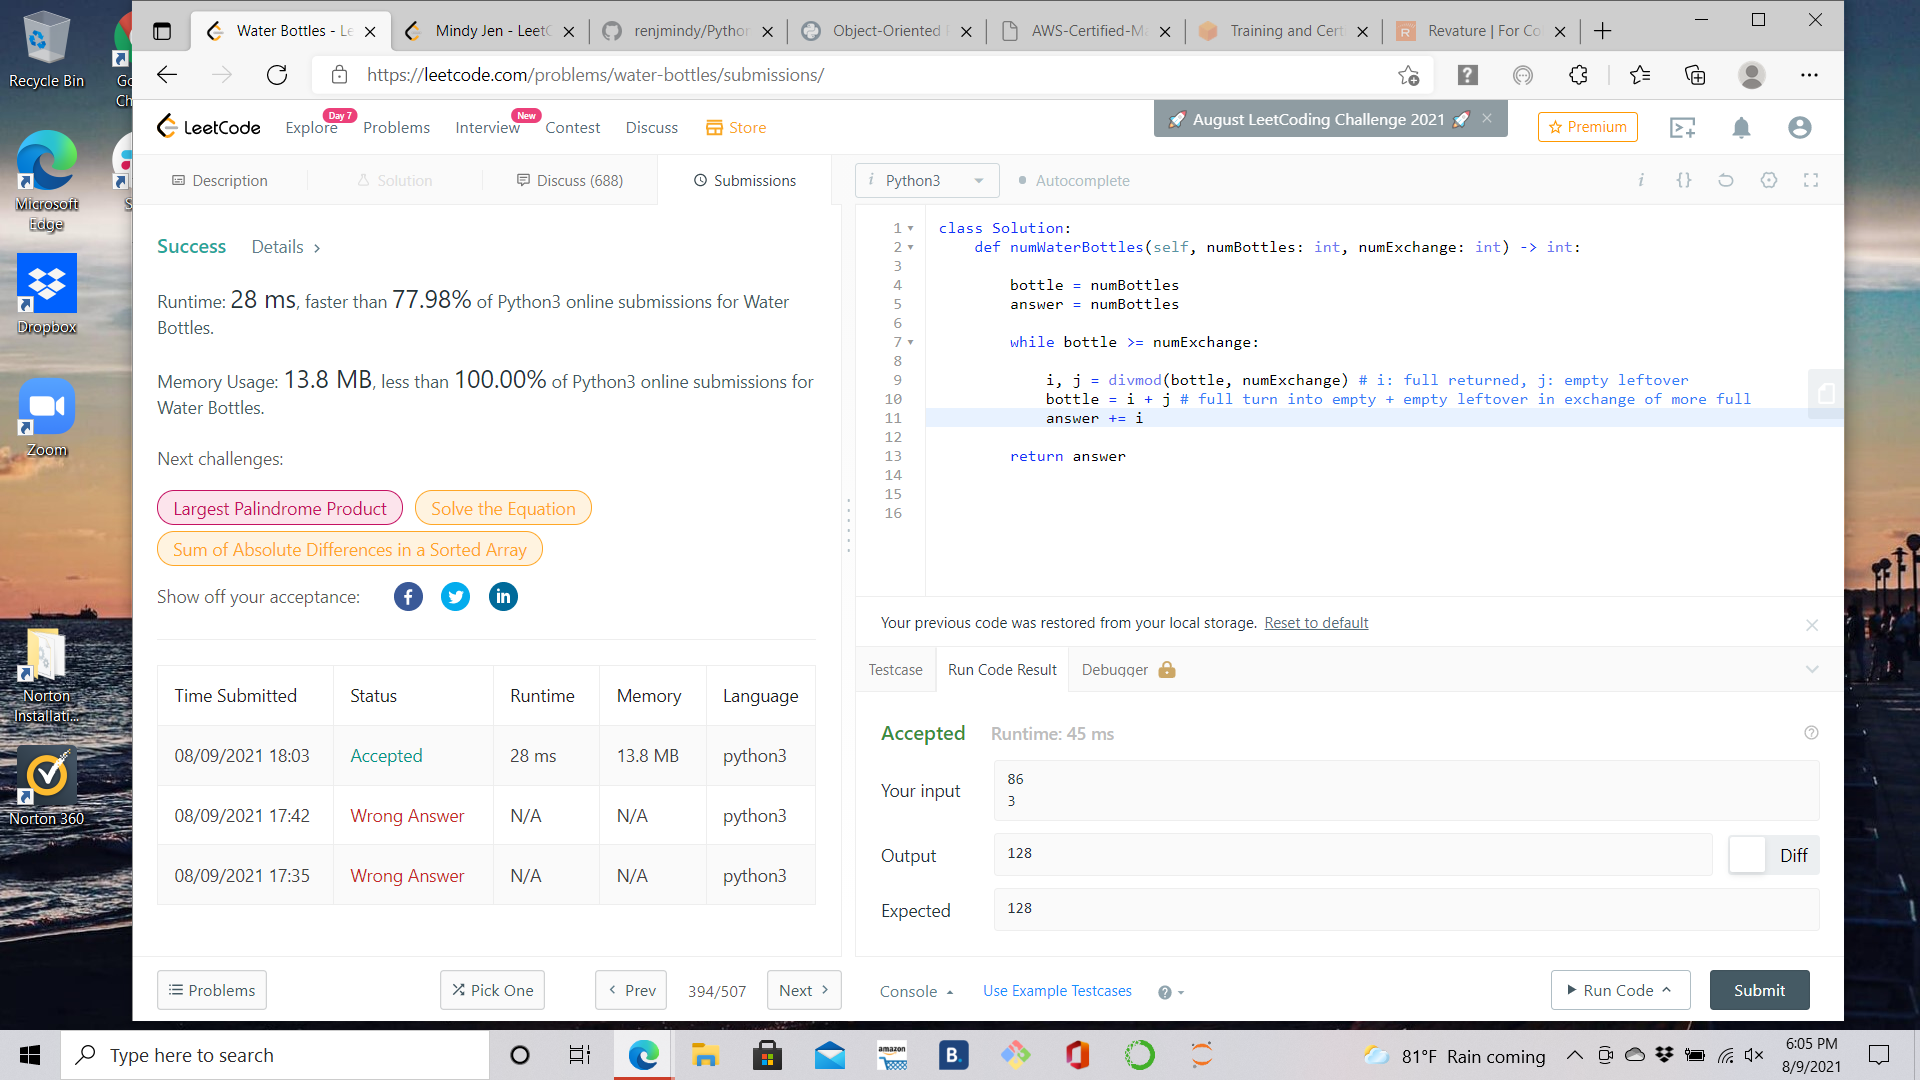 Recycle Bin
Go
Ch
Microsoft
Edge
S
Dropbox
Zoom
Norton
Installati...
Norton 360
Water Bottles - Le
Mindy Jen - LeetC
renjmindy/Python
Object-Oriented
AWS-Certified-Ma
Training and Cert
Revature | For Co
https://leetcode.com/problems/water-bottles/submissions/
LeetCode
Explore
Day 7
Problems
Interview
New
Contest
Discuss
Store
🚀 August LeetCoding Challenge 2021 🚀
Premium
Description
Solution
Discuss (688)
Submissions
i Python3
Autocomplete
i {}
Success Details >
Runtime: 28 ms, faster than 77.98% of Python3 online submissions for Water
Bottles.
Memory Usage: 13.8 MB, less than 100.00% of Python3 online submissions for
Water Bottles.
Next challenges:
Largest Palindrome Product
Solve the Equation
Sum of Absolute Differences in a Sorted Array
Show off your acceptance:
Time Submitted Status Runtime Memory Language
08/09/2021 18:03 Accepted 28 ms 13.8 MB python3
08/09/2021 17:42 Wrong Answer N/A N/A python3
08/09/2021 17:35 Wrong Answer N/A N/A python3
Problems
Pick One
< Prev
394/507
Next >
1 class Solution:
2 def numWaterBottles(self, numBottles: int, numExchange: int) -> int:
3
4 bottle = numBottles
5 answer = numBottles
6
7 while bottle >= numExchange:
8
9 i, j = divmod(bottle, numExchange) # i: full returned, j: empty leftover
10 bottle = i + j # full turn into empty + empty leftover in exchange of more full
11 answer += i
12
13 return answer
14
15
16
Your previous code was restored from your local storage. Reset to default
Testcase
Run Code Result
Debugger
Accepted Runtime: 45 ms
Your input
86
3
Output
128
Diff
Expected
128
Console
Use Example Testcases
Run Code
Submit
Type here to search
amazon
B.
81°F Rain coming
6:05 PM
8/9/2021